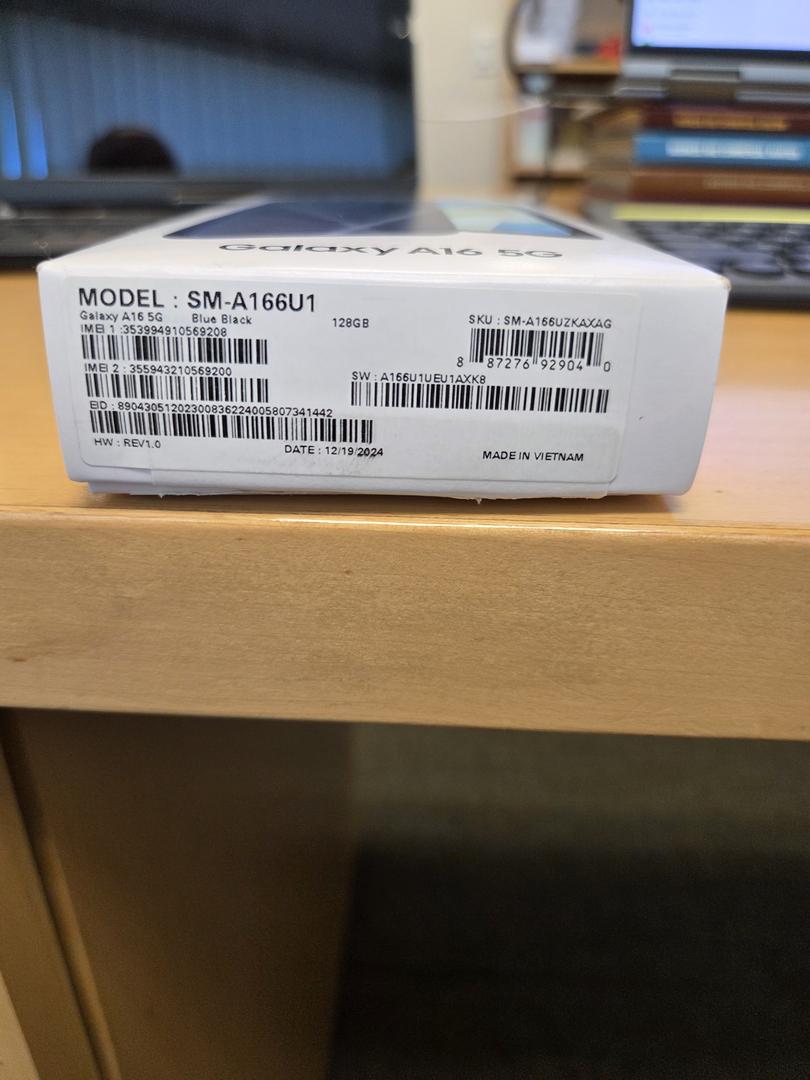 Galaxy A16 5G
MODEL : SM-A166U1
Galaxy A16 5G Blue Black 128GB SKU : SM-A166UZKAXAG
IMEI 1 :353994910569208
8 87276 92904 0
IMEI 2 : 355943210569200
SW : A166U1UEU1AXK8
EID : 89043051202300836224005807341442
HW : REV1.0 DATE : 12/19/2024 MADE IN VIETNAM